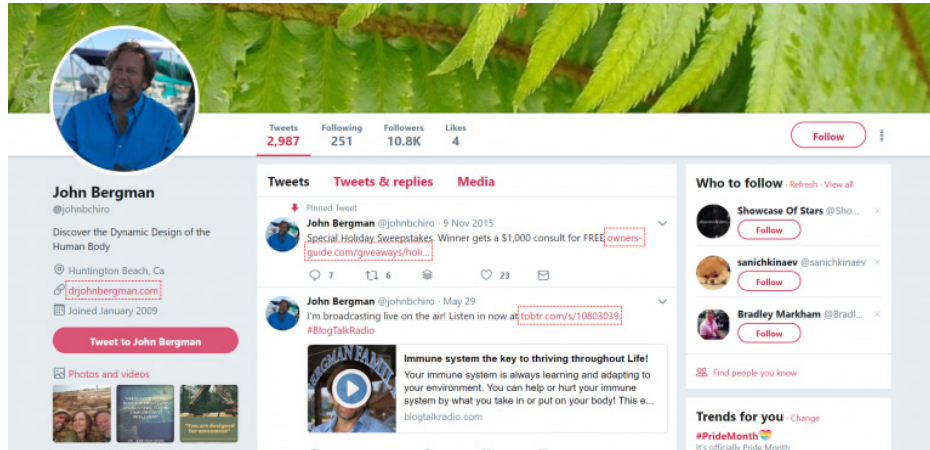 Tweets Following Followers Likes
2,987 251 10.8K 4
Follow
John Bergman
@johnbchiro
Discover the Dynamic Design of the
Human Body
Huntington Beach, Ca
drjohnbergman.com
Joined January 2009
Tweet to John Bergman
Photos and videos
"You are designed
for movement"
Tweets Tweets & replies Media
Pinned Tweet
John Bergman @johnbchiro · 9 Nov 2015
Special Holiday Sweepstakes. Winner gets a $1,000 consult for FREE owners-
guide.com/giveaways/holi...
7 6 23
John Bergman @johnbchiro · May 29
I'm broadcasting live on the air! Listen in now at tobtr.com/s/10803039.
#BlogTalkRadio
BERGMAN FAMIL
Immune system the key to thriving throughout Life!
Your immune system is always learning and adapting to
your environment. You can help or hurt your immune
system by what you take in or put on your body! This e...
blogtalkradio.com
Who to follow · Refresh · View all
Showcase Of Stars @Sho...
Follow
sanichkinaev @sanichkinaev
Follow
Bradley Markham @Bradl...
Follow
Find people you know
Trends for you · Change
#PrideMonth
It's officially Pride Month